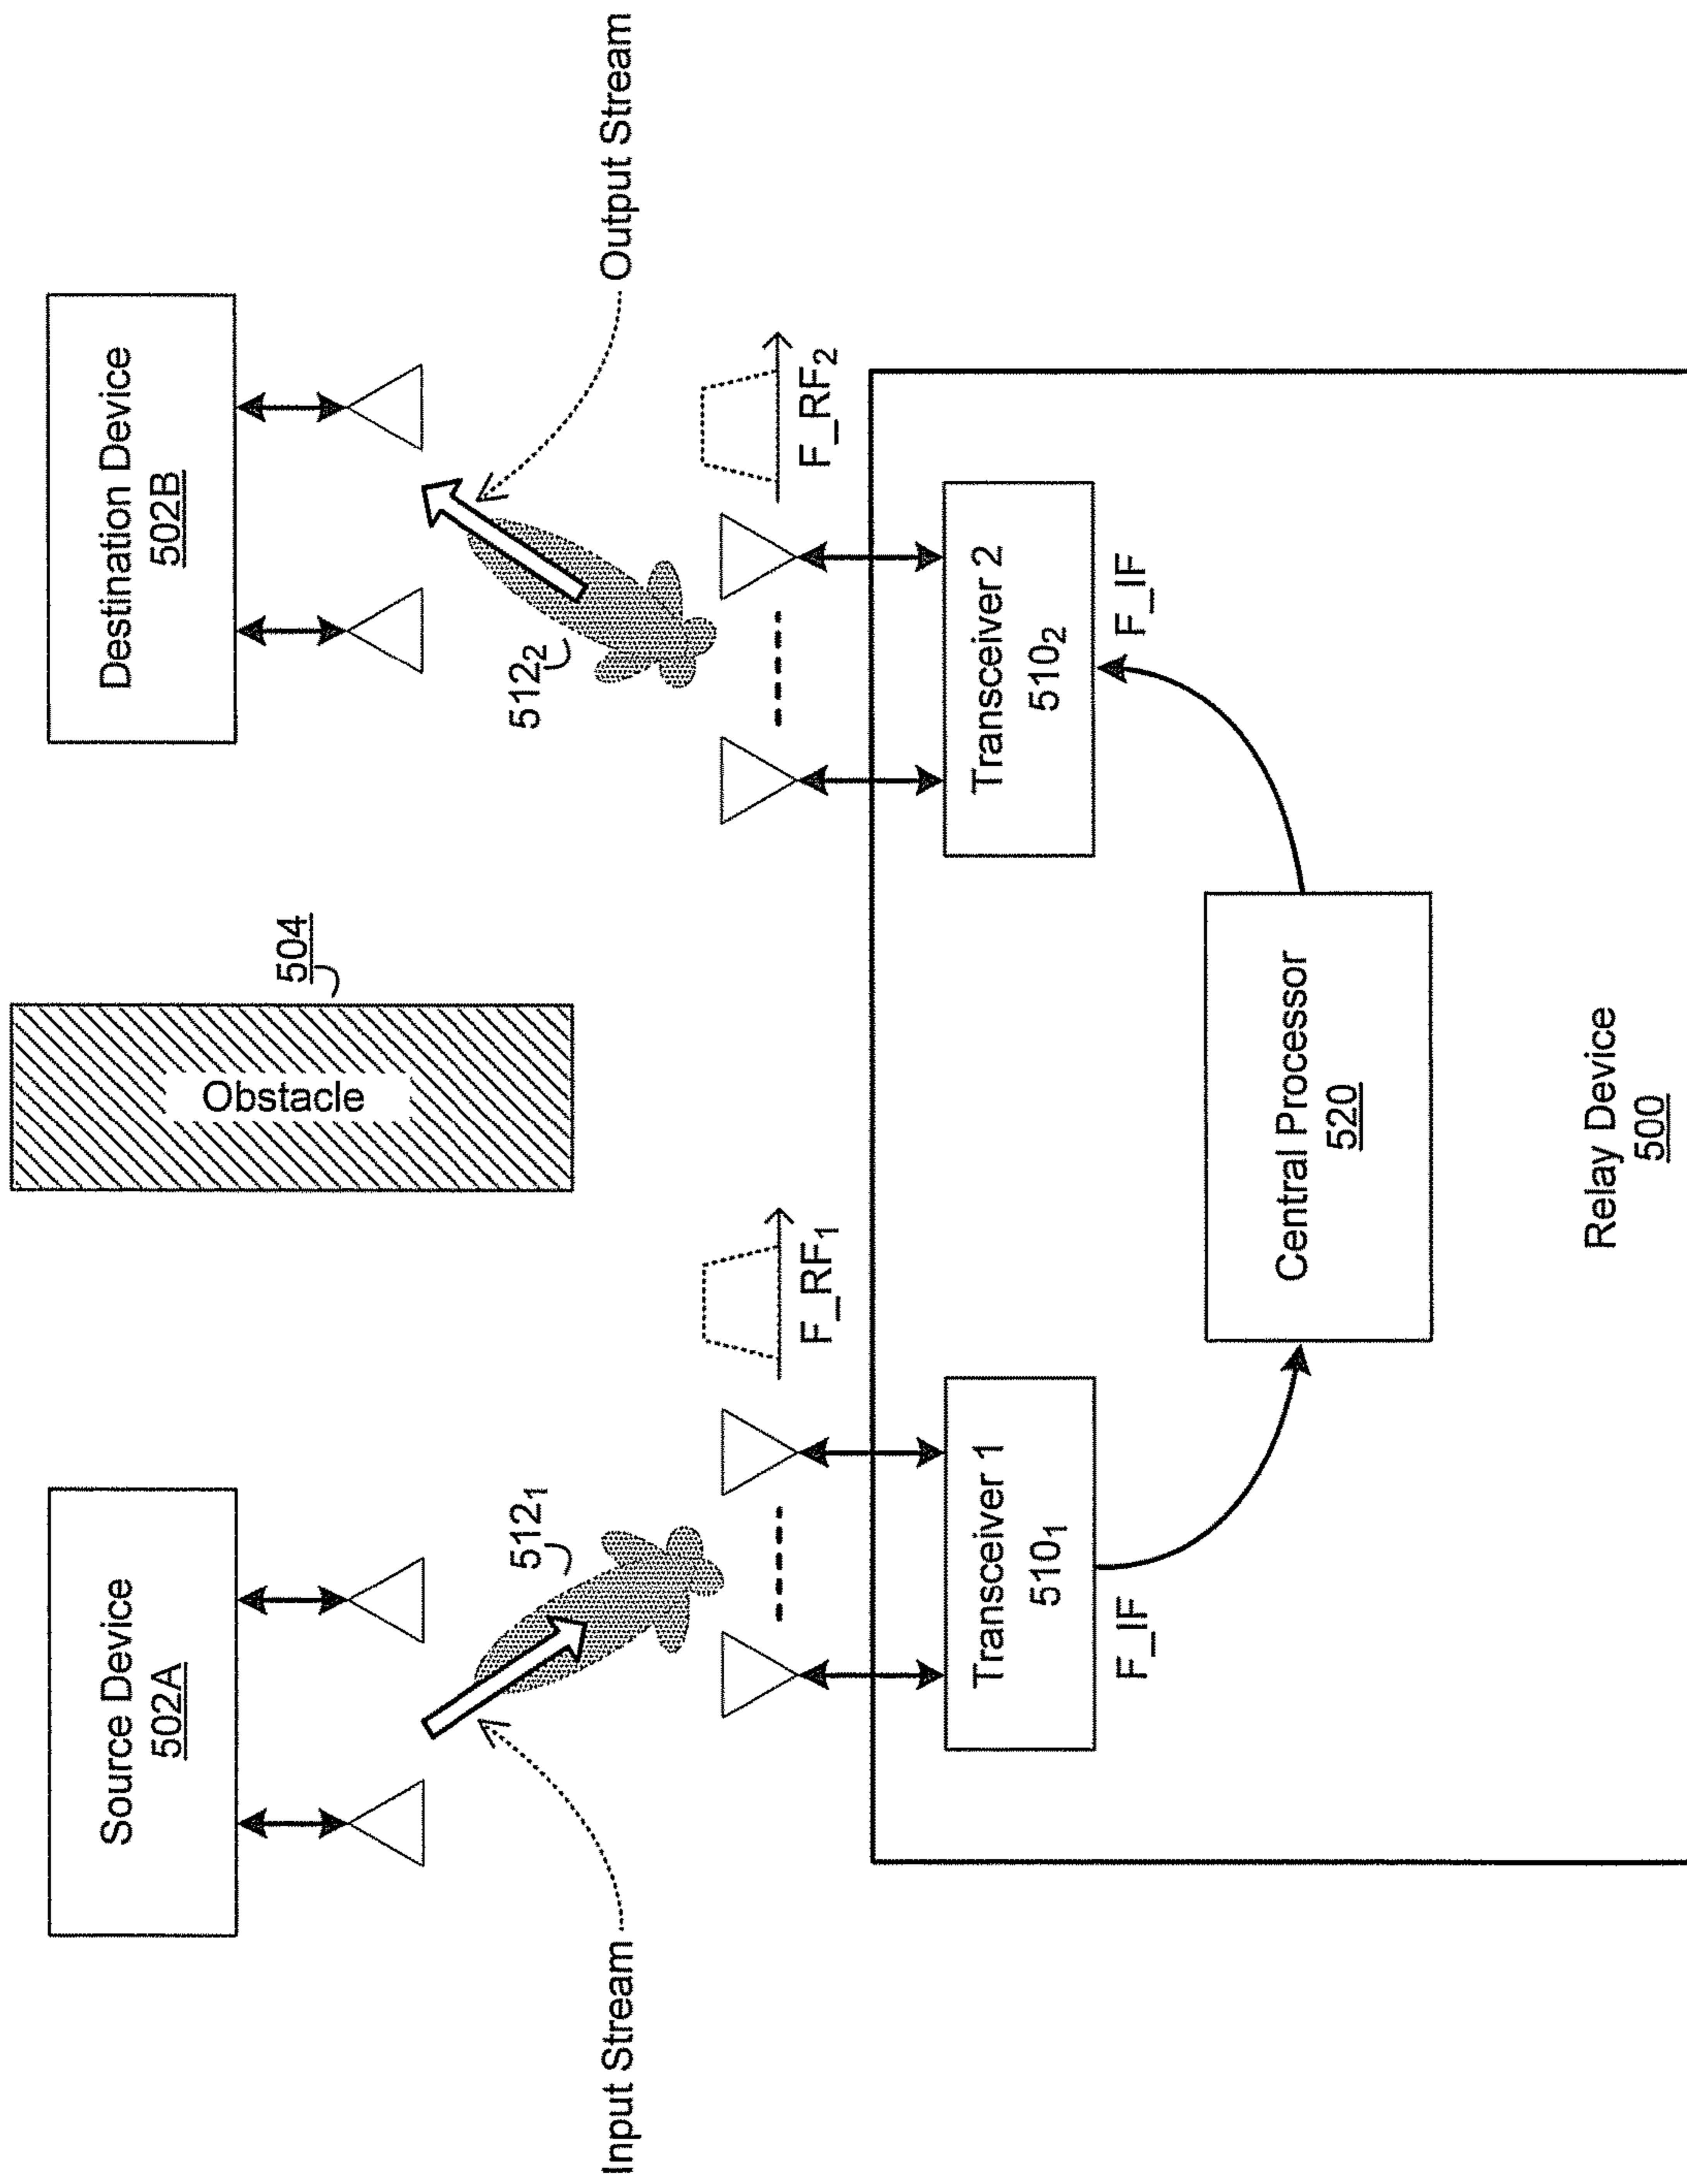 Source Device
502A
Destination Device
502B
504
Obstacle
Input Stream
512₁
512₂
Output Stream
F_RF₁
F_RF₂
Transceiver 1
510₁
Transceiver 2
510₂
F_IF
F_IF
Central Processor
520
Relay Device
500